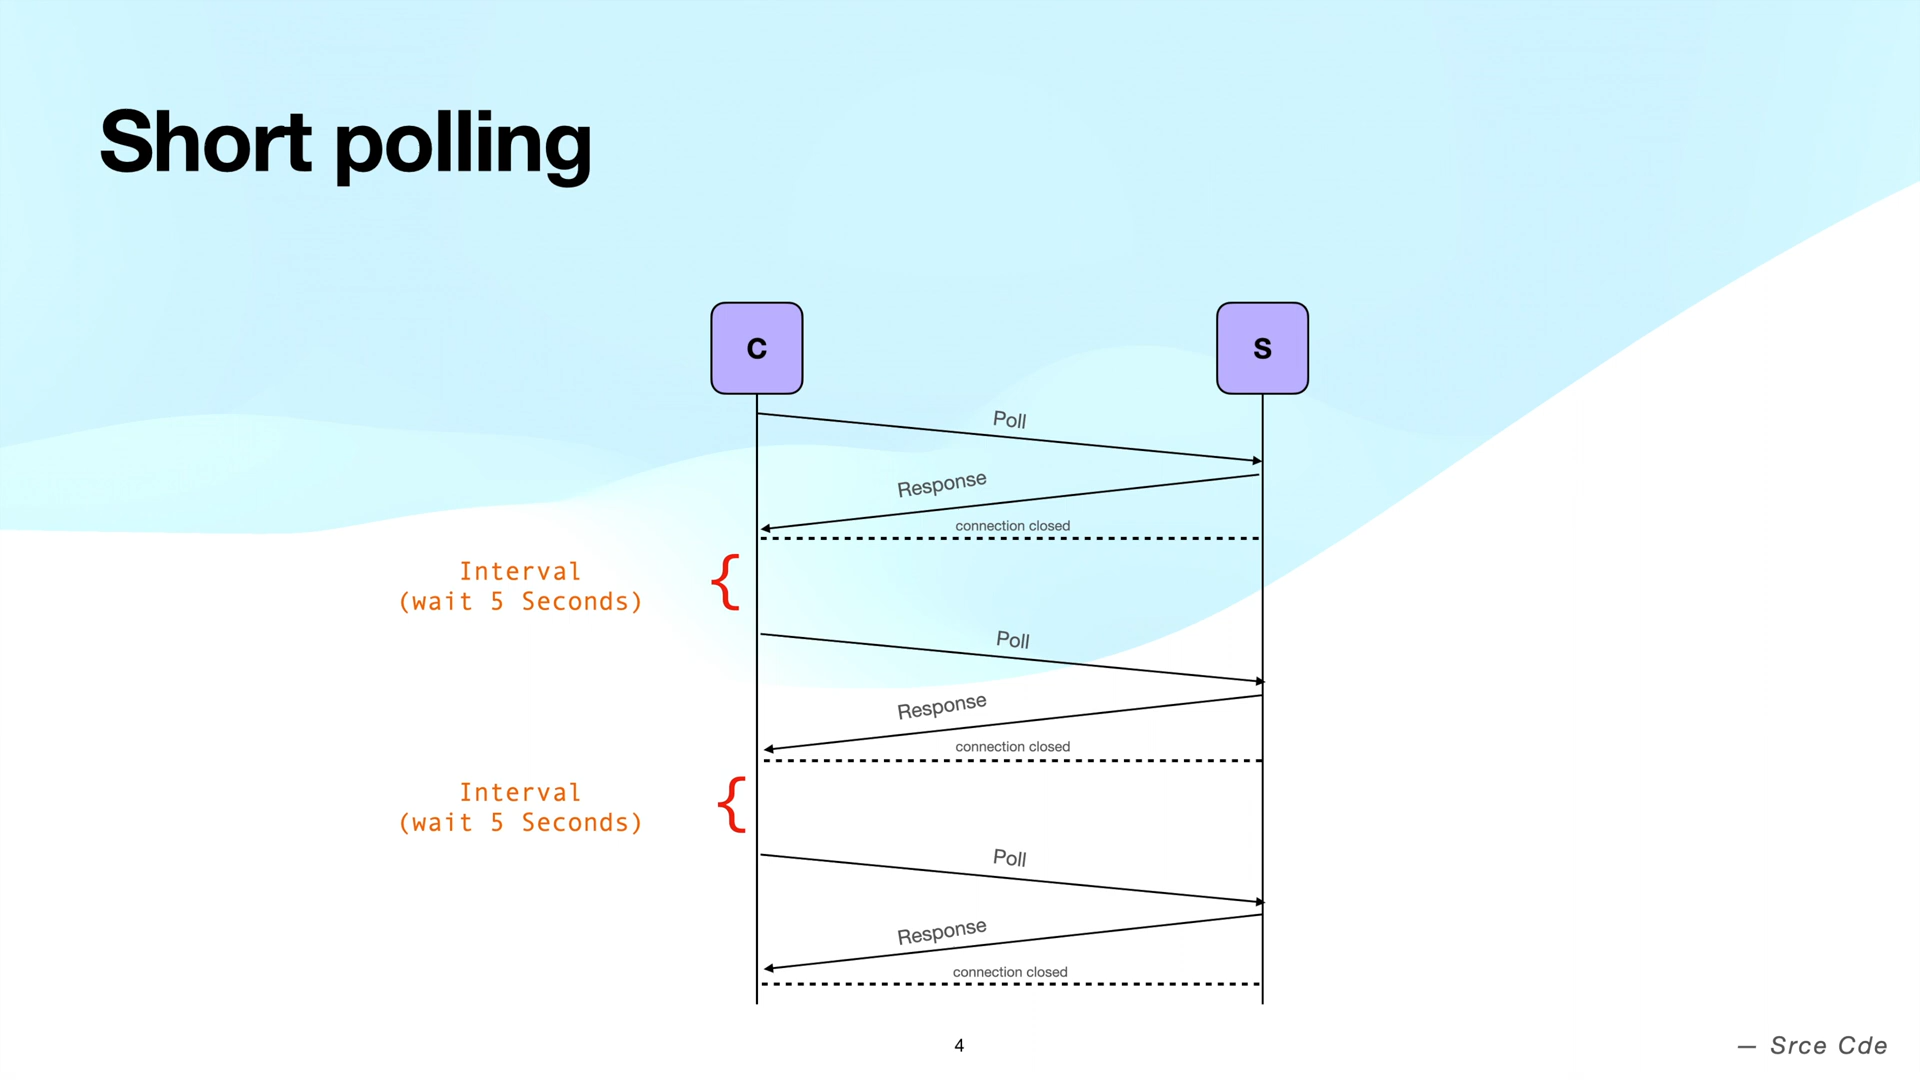 Short polling
C
S
Poll
Response
connection closed
Interval
(wait 5 Seconds)
{
Poll
Response
connection closed
Interval
(wait 5 Seconds)
{
Poll
Response
connection closed
4
— Srce Cde